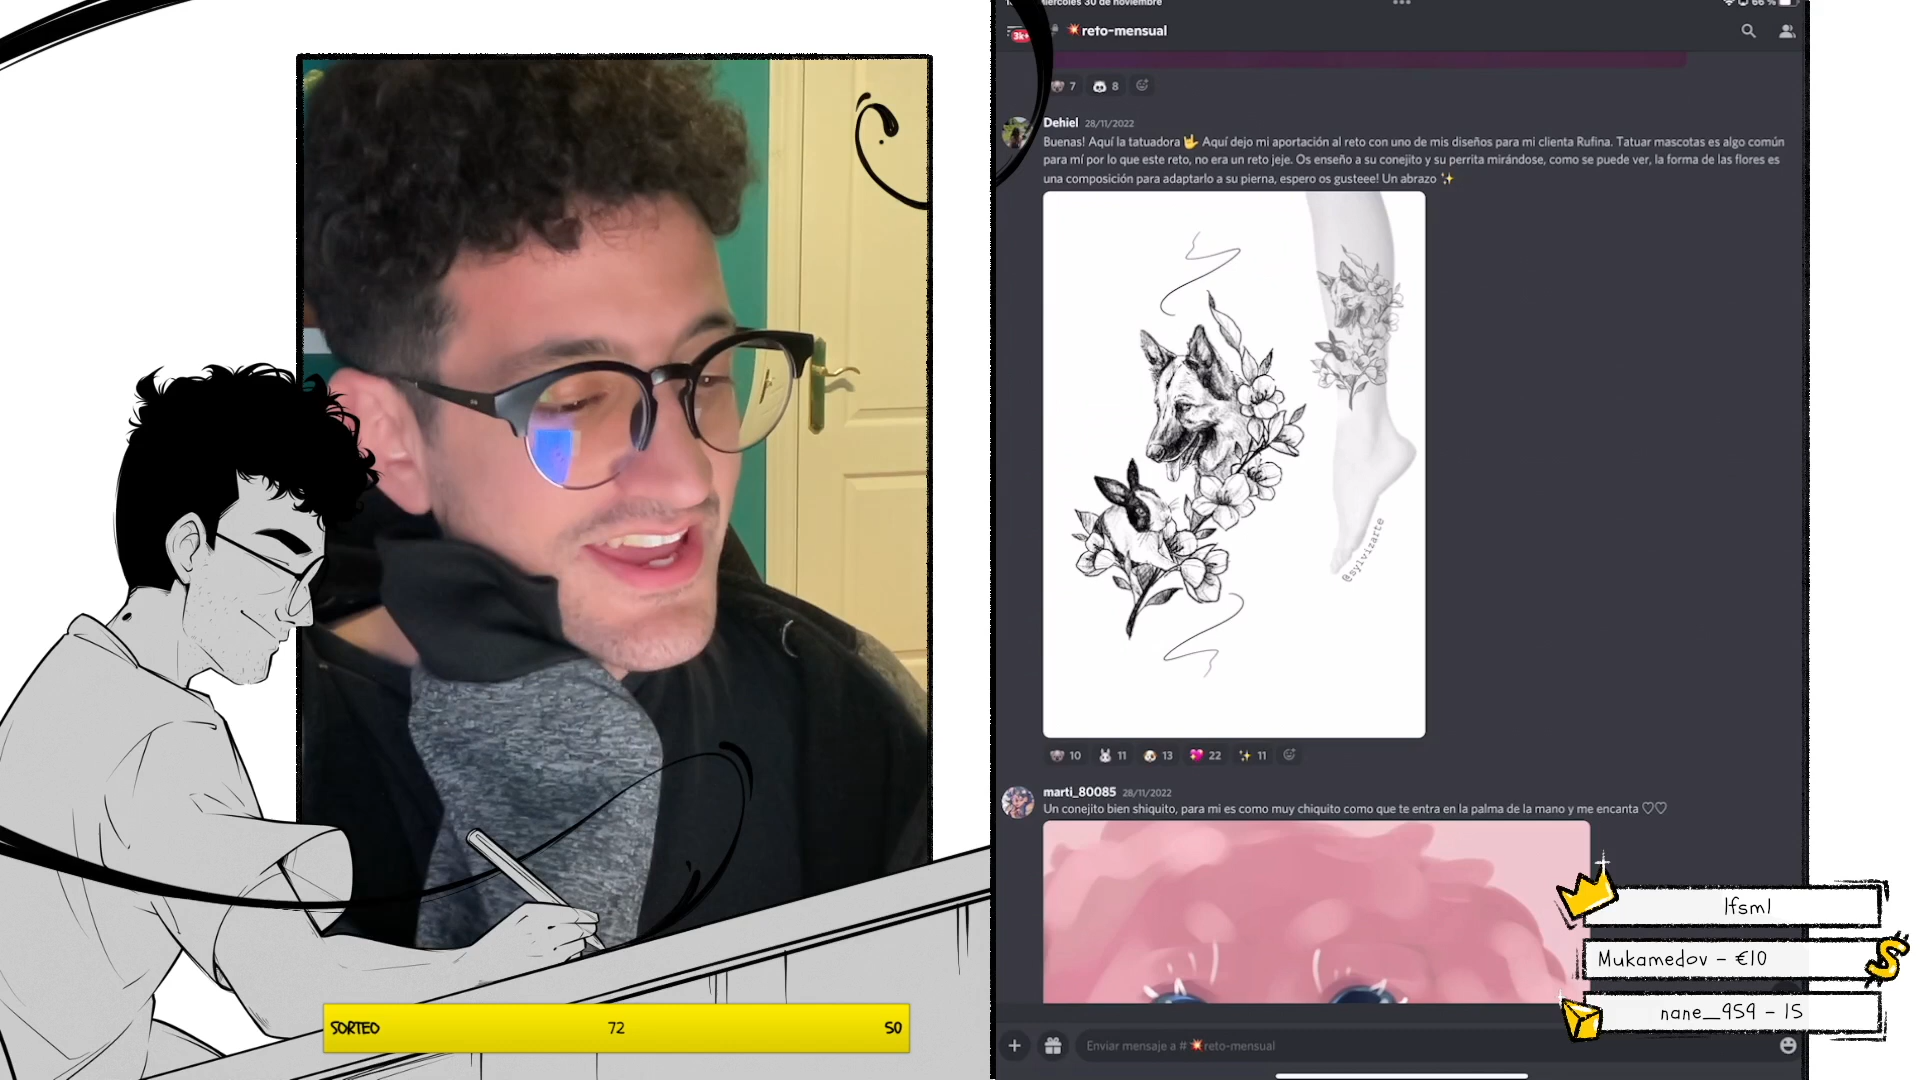 miércoles 30 de noviembre
66 %
3k+
reto-mensual
7
8
Dehiel 28/11/2022
Buenas! Aquí la tatuadora 🤟 Aquí dejo mi aportación al reto con uno de mis diseños para mi clienta Rufina. Tatuar mascotas es algo común
para mí por lo que este reto, no era un reto jeje. Os enseño a su conejito y su perrita mirándose, como se puede ver, la forma de las flores es
una composición para adaptarlo a su pierna, espero os gusteee! Un abrazo ✨
@sylvizarte
10
11
13
22
11
marti_80085 28/11/2022
Un conejito bien shiquito, para mi es como muy chiquito como que te entra en la palma de la mano y me encanta ♡♡
Enviar mensaje a # 💥reto-mensual
lfsml
Mukamedov - €10
nane__959 - 15
SORTEO 72 50